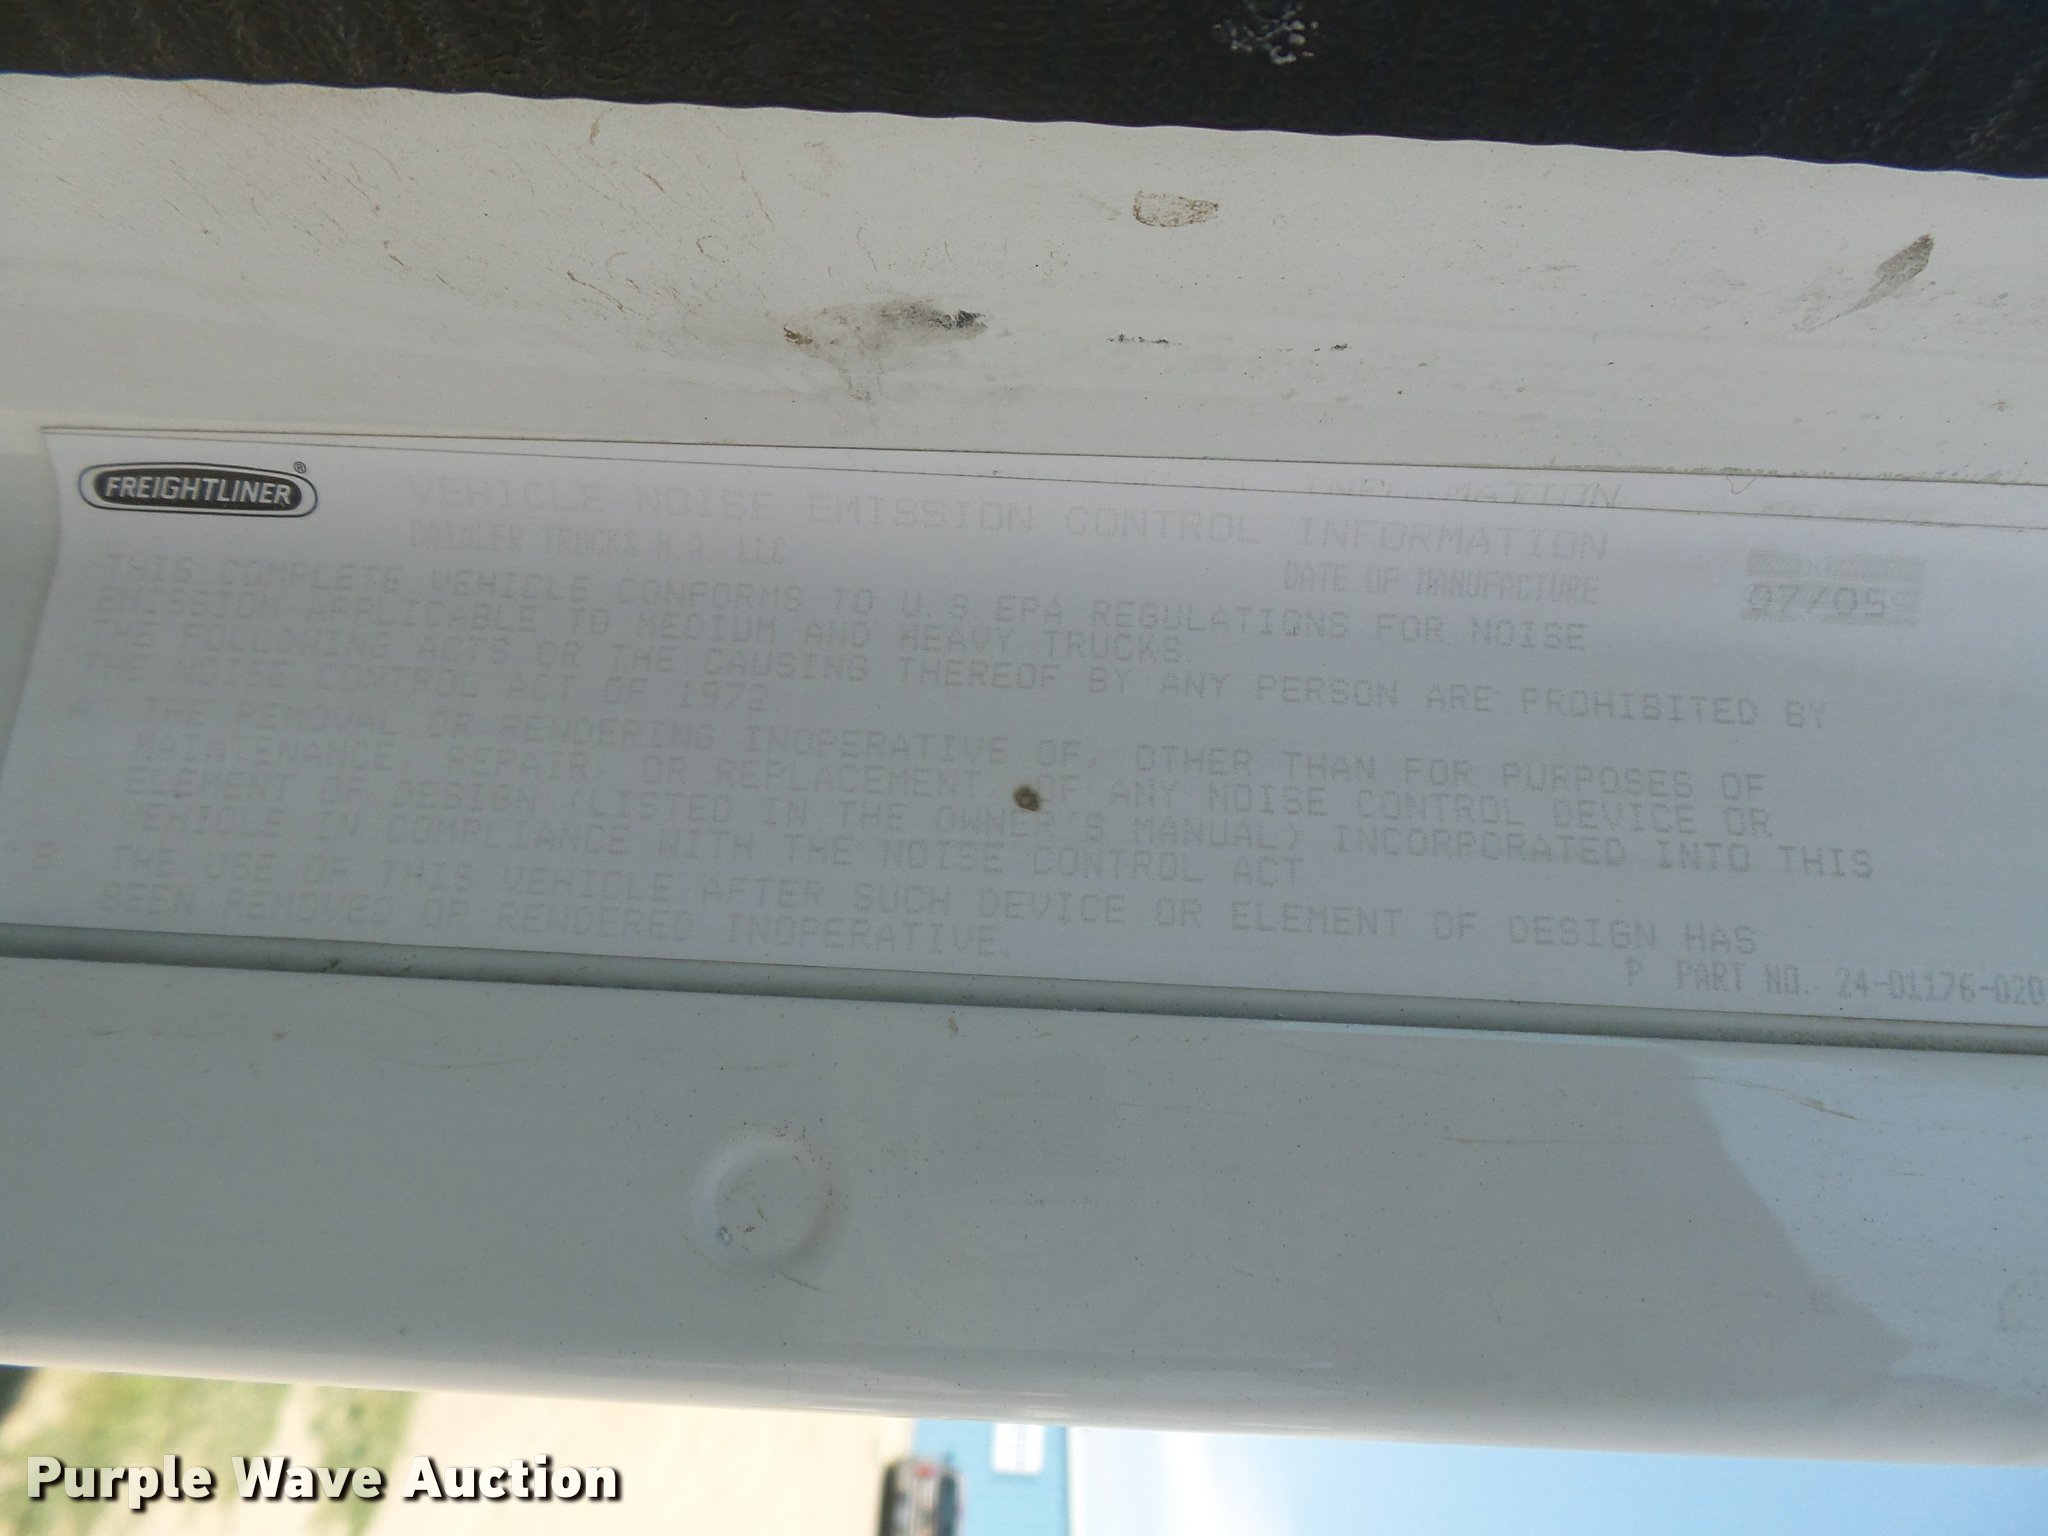 FREIGHTLINER®
VEHICLE NOISE EMISSION CONTROL INFORMATION
DAIMLER TRUCKS N.A. LLC
DATE OF MANUFACTURE 07/05
THIS COMPLETE VEHICLE CONFORMS TO U.S.EPA REGULATIONS FOR NOISE
EMISSION APPLICABLE TO MEDIUM AND HEAVY TRUCKS.
THE FOLLOWING ACTS OR THE CAUSING THEREOF BY ANY PERSON ARE PROHIBITED BY
THE NOISE CONTROL ACT OF 1972.
A. THE REMOVAL OR RENDERING INOPERATIVE OF, OTHER THAN FOR PURPOSES OF
MAINTENANCE, REPAIR, OR REPLACEMENT, OF ANY NOISE CONTROL DEVICE OR
ELEMENT OF DESIGN (LISTED IN THE OWNER'S MANUAL) INCORPORATED INTO THIS
VEHICLE IN COMPLIANCE WITH THE NOISE CONTROL ACT.
B THE USE OF THIS VEHICLE AFTER SUCH DEVICE OR ELEMENT OF DESIGN HAS
BEEN REMOVED OR RENDERED INOPERATIVE.
P PART NO. 24-01176-020
Purple Wave Auction